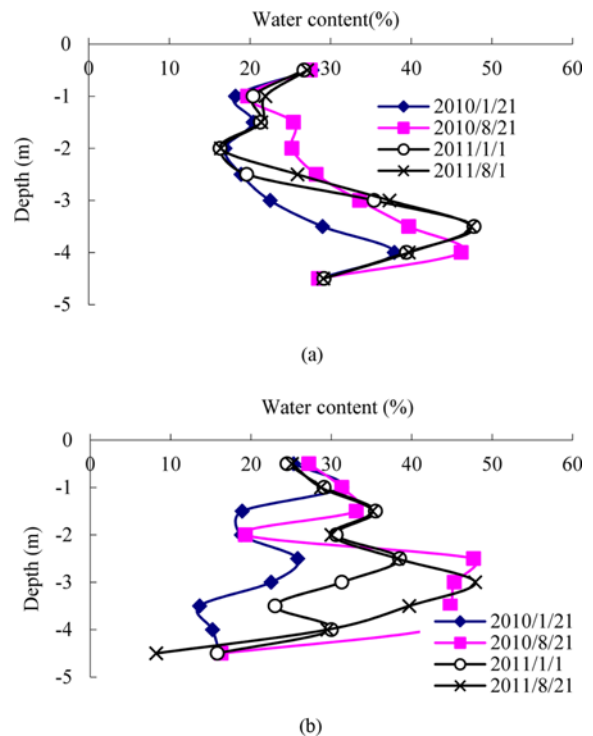 Water content(%)
0 10 20 30 40 50 60
0
-1
-2
-3
-4
-5
Depth (m)
2010/1/21
2010/8/21
2011/1/1
2011/8/1
(a)
Water content (%)
0 10 20 30 40 50 60
0
-1
-2
-3
-4
-5
Depth (m)
2010/1/21
2010/8/21
2011/1/1
2011/8/21
(b)